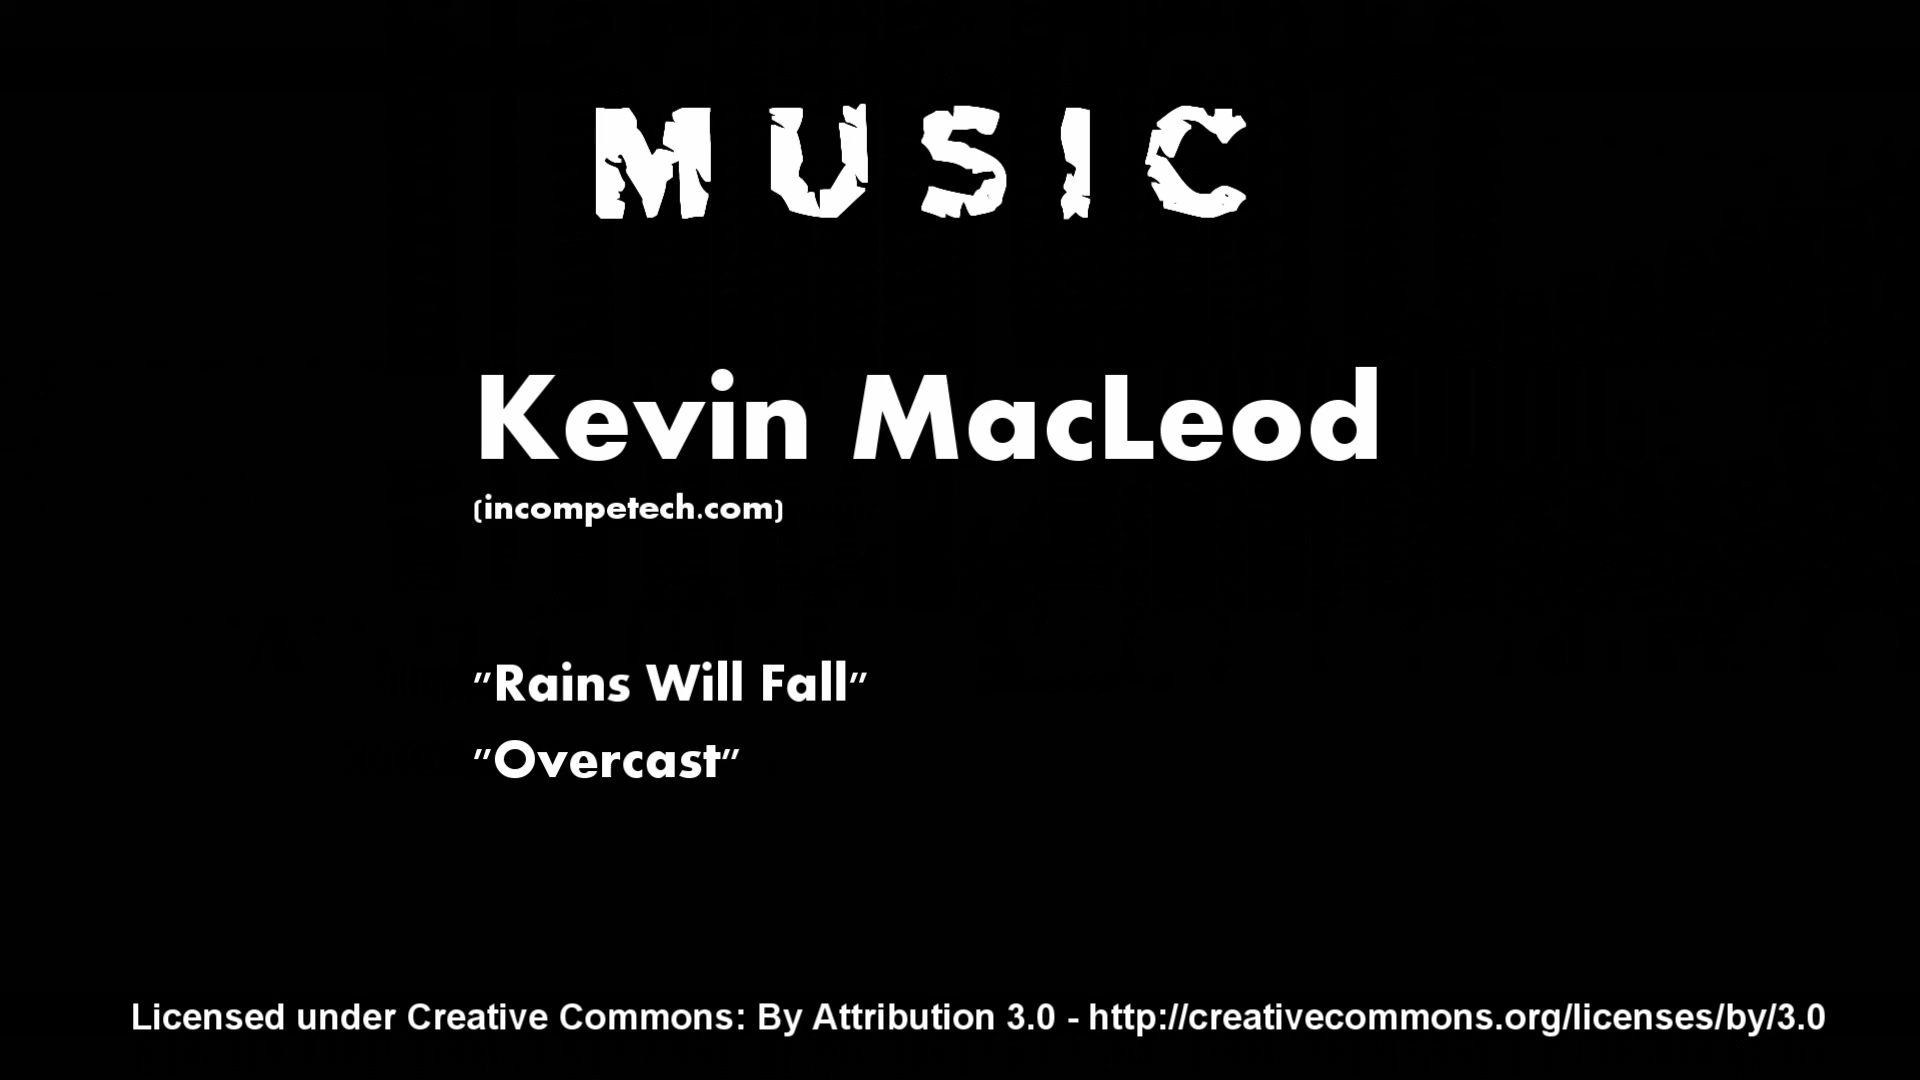 MUSIC
Kevin MacLeod
(incompetech.com)
"Rains Will Fall"
"Overcast"
Licensed under Creative Commons: By Attribution 3.0 - http://creativecommons.org/licenses/by/3.0